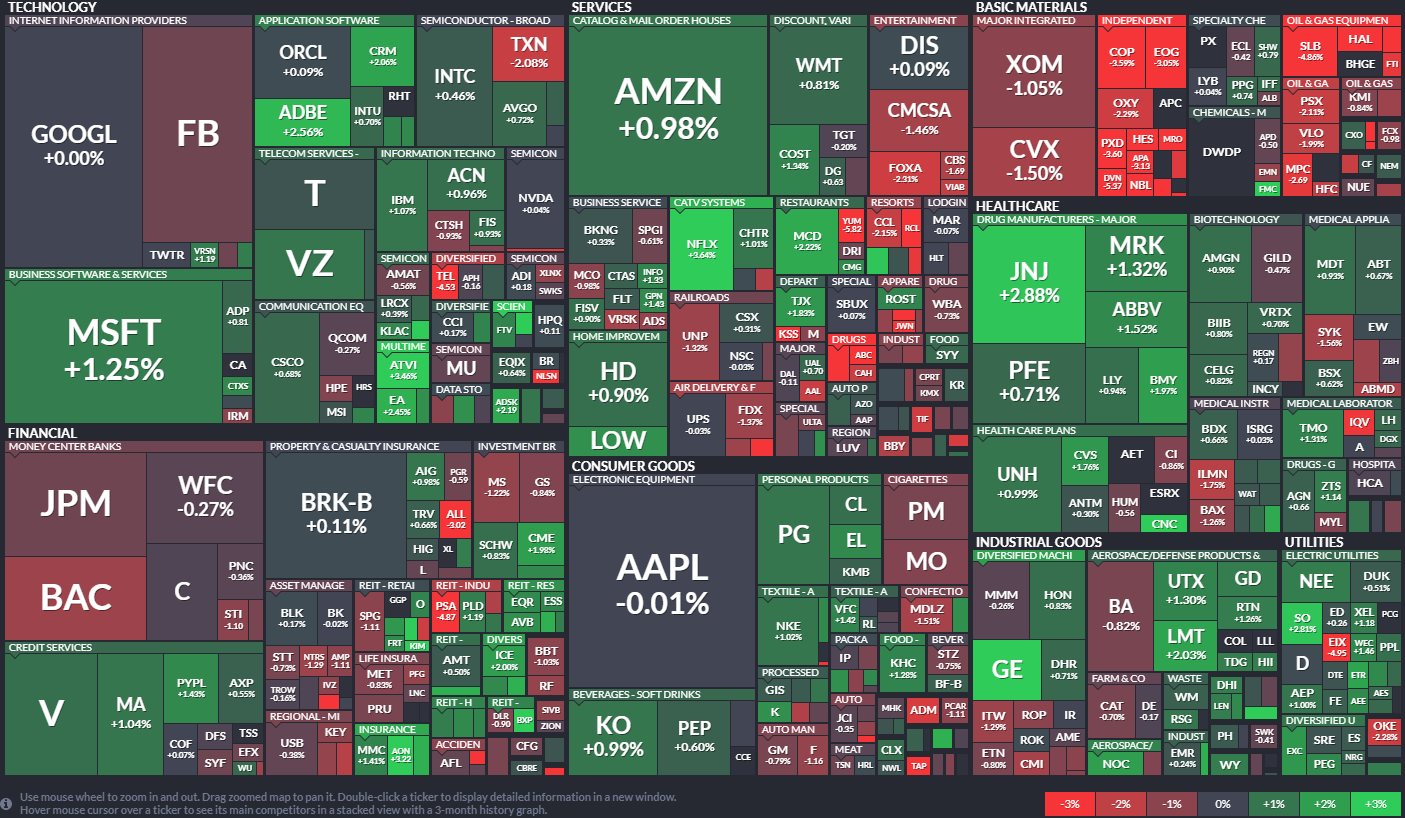 TECHNOLOGY
INTERNET INFORMATION PROVIDERS
GOOGL
+0.00%
FB
TWTR
VRSN
+1.19
APPLICATION SOFTWARE
ORCL
+0.09%
CRM
+2.06%
ADBE
+2.56%
INTU
+0.70%
RHT
SEMICONDUCTOR - BROAD
INTC
+0.46%
TXN
-2.08%
AVGO
+0.72%
TELECOM SERVICES -
T
VZ
INFORMATION TECHNO
IBM
+1.07%
ACN
+0.96%
CTSH
-0.93%
FIS
+0.93%
SEMICON
NVDA
+0.04%
BUSINESS SOFTWARE & SERVICES
MSFT
+1.25%
ADP
+0.81
CA
CTXS
IRM
COMMUNICATION EQ
CSCO
+0.68%
QCOM
-0.27%
HPE
HRS
MSI
SEMICON
AMAT
-0.56%
LRCX
+0.39%
KLAC
DIVERSIFIED
TEL
-4.53
APH
-0.16
SEMICON
ADI
+0.18
XLNX
SWKS
DIVERSIFIE
CCI
+0.17%
SCIEN
FTV
HPQ
+0.11
MULTIME
ATVI
+3.46%
EA
+2.45%
SEMICON
MU
EQIX
+0.64%
BR
NLSN
DATA STO
ADSK
+2.19
SERVICES
CATALOG & MAIL ORDER HOUSES
AMZN
+0.98%
DISCOUNT, VARI
WMT
+0.81%
COST
+1.34%
TGT
-0.20%
DG
+0.63
ENTERTAINMENT
DIS
+0.09%
CMCSA
-1.46%
FOXA
-2.31%
CBS
-1.69
VIAB
BUSINESS SERVICE
BKNG
+0.33%
SPGI
-0.61%
MCO
-0.98%
CTAS
INFO
+1.33
FISV
+0.90%
FLT
GPN
+1.43
VRSK
ADS
CATV SYSTEMS
NFLX
+3.64%
CHTR
+1.01%
RESTAURANTS
MCD
+2.22%
YUM
-5.82
DRI
CMG
RESORTS
CCL
-2.15%
RCL
LODGIN
MAR
-0.07%
HLT
RAILROADS
UNP
-1.32%
CSX
+0.31%
NSC
-0.03%
DEPART
TJX
+1.83%
KSS
M
SPECIAL
SBUX
+0.07%
APPARE
ROST
JWN
DRUG
WBA
-0.73%
HOME IMPROVEM
HD
+0.90%
LOW
MAJOR
DAL
-0.11
UAL
+0.70
AAL
DRUGS
ABC
CAH
INDUST
FOOD
SYY
AIR DELIVERY & F
UPS
-0.03%
FDX
-1.37%
AUTO P
AZO
AAP
CPRT
KMX
KR
SPECIAL
ULTA
REGION
LUV
TIF
BBY
BASIC MATERIALS
MAJOR INTEGRATED
XOM
-1.05%
CVX
-1.50%
INDEPENDENT
COP
-3.59%
EOG
-3.05%
OXY
-2.29%
APC
PXD
-3.60
HES
MRO
APA
-3.13
DVN
-5.37
NBL
SPECIALTY CHE
PX
ECL
-0.42
SHW
+0.79
LYB
+0.04%
PPG
+0.74
IFF
ALB
CHEMICALS - M
DWDP
APD
-0.50
EMN
FMC
OIL & GAS EQUIPMEN
SLB
-4.86%
HAL
BHGE
FTI
OIL & GA
PSX
-2.11%
VLO
-1.99%
MPC
-2.69
HFC
OIL & GAS
KMI
-0.84%
CXO
FCX
-0.98
CF
NEM
NUE
HEALTHCARE
DRUG MANUFACTURERS - MAJOR
JNJ
+2.88%
MRK
+1.32%
ABBV
+1.52%
PFE
+0.71%
LLY
+0.94%
BMY
+1.97%
BIOTECHNOLOGY
AMGN
+0.90%
GILD
-0.47%
BIIB
+0.80%
VRTX
+0.70%
REGN
+0.17
CELG
+0.82%
INCY
MEDICAL APPLIA
MDT
+0.93%
ABT
+0.67%
SYK
-1.56%
EW
ZBH
BSX
+0.62%
ABMD
HEALTH CARE PLANS
UNH
+0.99%
CVS
+1.76%
AET
CI
-0.86%
ANTM
+0.30%
HUM
-0.56
ESRX
CNC
MEDICAL INSTR
BDX
+0.66%
ISRG
+0.03%
ILMN
-1.75%
WAT
BAX
-1.26%
MEDICAL LABORATOR
TMO
+1.31%
IQV
LH
A
DGX
DRUGS - G
AGN
+0.66
ZTS
+1.14
MYL
HOSPITA
HCA
FINANCIAL
MONEY CENTER BANKS
JPM
WFC
-0.27%
BAC
C
PNC
-0.36%
STI
-1.10
PROPERTY & CASUALTY INSURANCE
BRK-B
+0.11%
AIG
+0.98%
PGR
-0.59
TRV
+0.66%
ALL
-3.02
HIG
XL
L
INVESTMENT BR
MS
-1.22%
GS
-0.84%
SCHW
+0.83%
CME
+1.98%
CREDIT SERVICES
V
MA
+1.04%
PYPL
+1.43%
AXP
+0.55%
COF
+0.07%
DFS
TSS
SYF
EFX
WU
ASSET MANAGE
BLK
+0.17%
BK
-0.02%
STT
-0.73%
NTRS
-1.29
AMP
-1.11
TROW
-0.16%
IVZ
REIT - RETAI
SPG
-1.11
GGP
O
FRT
KIM
REIT - INDU
PSA
-4.87
PLD
+1.19
REIT - RES
EQR
ESS
AVB
LIFE INSURA
MET
-0.83%
PFG
LNC
PRU
REIT -
AMT
+0.50%
DIVERS
ICE
+2.00%
BBT
-1.03%
RF
REGIONAL - MI
USB
-0.38%
KEY
INSURANCE
MMC
+1.41%
AON
+3.22
REIT - H
REIT -
DLR
-0.90
BXP
SIVB
ZION
ACCIDEN
AFL
CFG
CBRE
CONSUMER GOODS
ELECTRONIC EQUIPMENT
AAPL
-0.01%
PERSONAL PRODUCTS
PG
CL
EL
KMB
CIGARETTES
PM
MO
BEVERAGES - SOFT DRINKS
KO
+0.99%
PEP
+0.60%
CCE
TEXTILE - A
NKE
+1.02%
TEXTILE - A
VFC
+1.42
RL
CONFECTIO
MDLZ
-1.51%
PACKA
IP
FOOD -
KHC
+1.28%
BEVER
STZ
-0.75%
BF-B
PROCESSED
GIS
K
AUTO
JCI
-0.35
MHK
ADM
PCAR
-1.11
AUTO MAN
GM
-0.79%
F
-1.16
MEAT
TSN
HRL
CLX
NWL
TAP
INDUSTRIAL GOODS
DIVERSIFIED MACHI
MMM
-0.26%
HON
+0.83%
GE
DHR
+0.71%
ITW
-1.29%
ROP
IR
ETN
-0.80%
ROK
AME
CMI
AEROSPACE/DEFENSE PRODUCTS &
BA
-0.82%
UTX
+1.30%
GD
RTN
+1.26%
LMT
+2.03%
COL
LLL
TDG
HII
FARM & CO
CAT
-0.70%
DE
-0.17
WASTE
WM
RSG
DHI
LEN
AEROSPACE/
NOC
INDUST
EMR
+0.24%
PH
SWK
-0.41
WY
UTILITIES
ELECTRIC UTILITIES
NEE
DUK
+0.51%
SO
+2.81%
ED
+0.26
XEL
+1.18
PCG
EIX
-4.95
WEC
+1.46
PPL
D
DTE
ETR
AEP
+1.00%
FE
AEE
AES
DIVERSIFIED U
EXC
SRE
ES
OKE
-2.28%
PEG
NRG
Use mouse wheel to zoom in and out. Drag zoomed map to pan it. Double-click a ticker to display detailed information in a new window.
Hover mouse cursor over a ticker to see its main competitors in a stacked view with a 3-month history graph.
-3%
-2%
-1%
0%
+1%
+2%
+3%